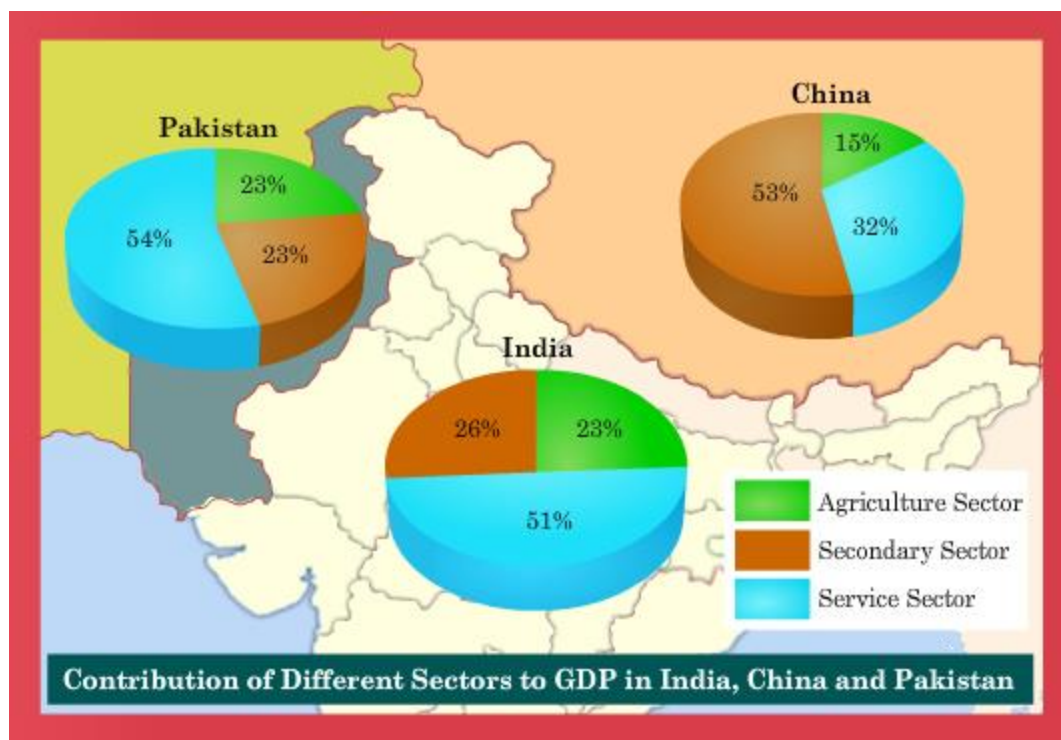 China
Pakistan
15%
23%
53%
54%
32%
23%
India
26%
23%
51%
Agriculture Sector
Secondary Sector
Service Sector
Contribution of Different Sectors to GDP in India, China and Pakistan